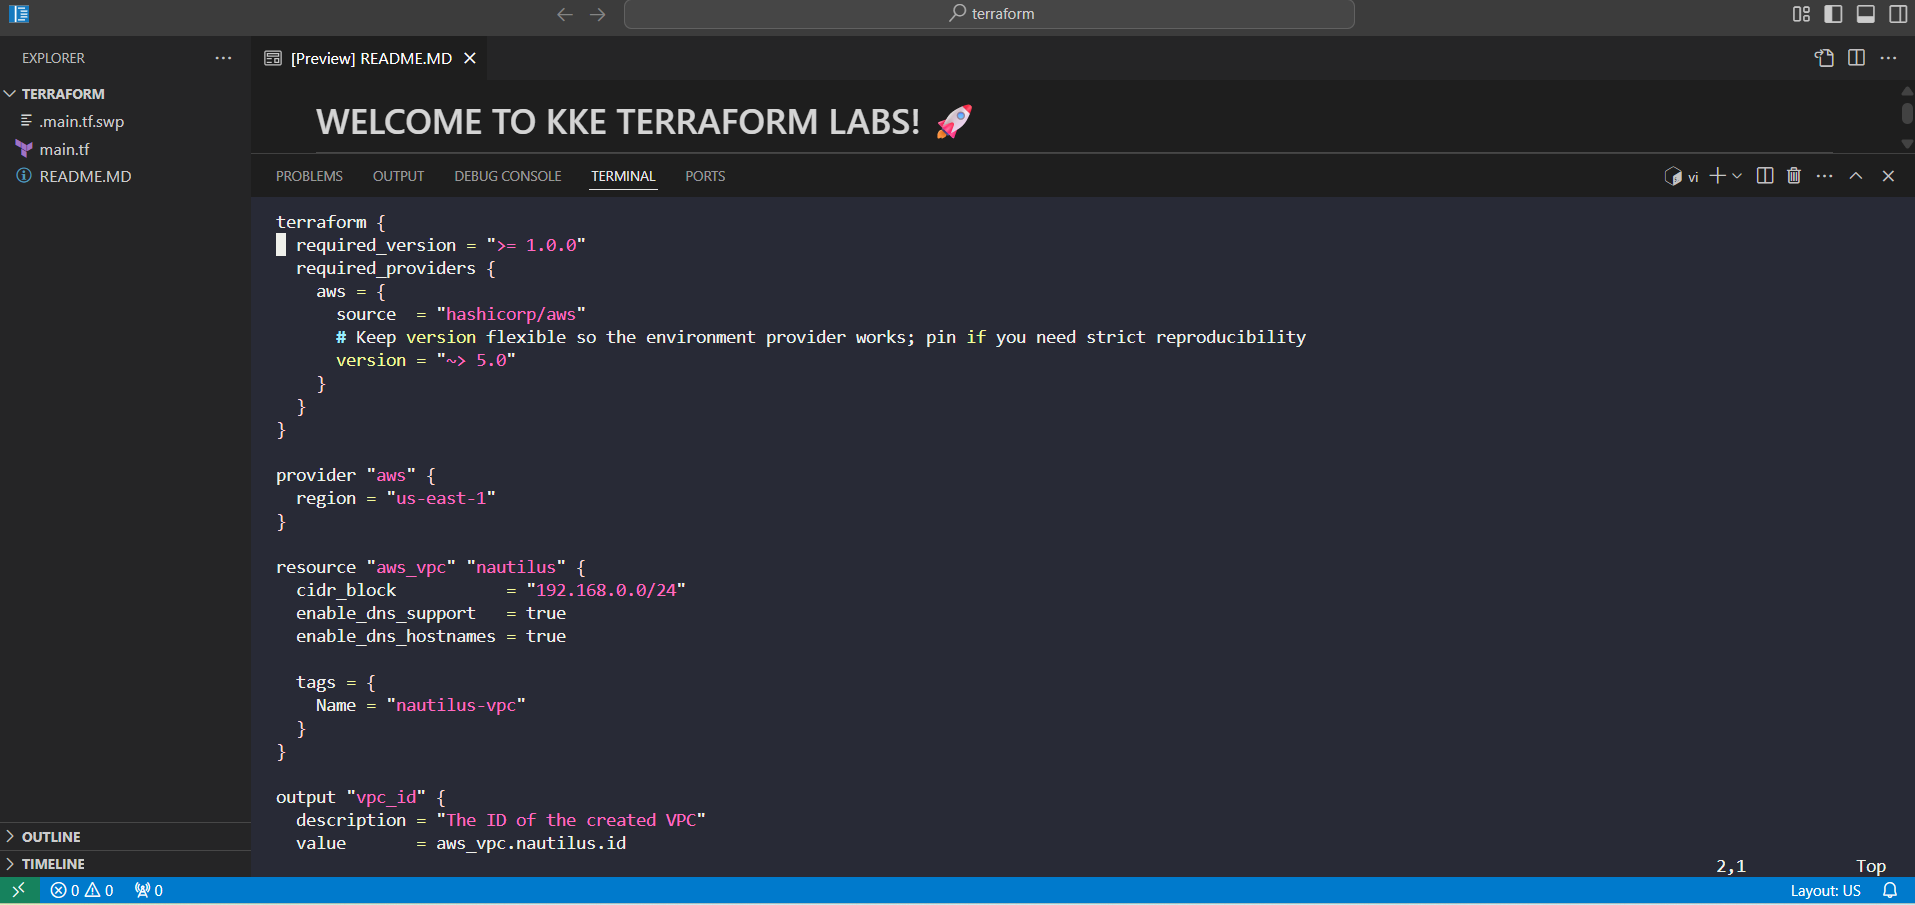 terraform
EXPLORER
[Preview] README.MD
TERRAFORM
.main.tf.swp
main.tf
README.MD
WELCOME TO KKE TERRAFORM LABS! 🚀
PROBLEMS OUTPUT DEBUG CONSOLE TERMINAL PORTS
vi
terraform {
  required_version = ">= 1.0.0"
  required_providers {
    aws = {
      source  = "hashicorp/aws"
      # Keep version flexible so the environment provider works; pin if you need strict reproducibility
      version = "~> 5.0"
    }
  }
}
provider "aws" {
  region = "us-east-1"
}
resource "aws_vpc" "nautilus" {
  cidr_block           = "192.168.0.0/24"
  enable_dns_support   = true
  enable_dns_hostnames = true
  tags = {
    Name = "nautilus-vpc"
  }
}
output "vpc_id" {
  description = "The ID of the created VPC"
  value       = aws_vpc.nautilus.id
2,1 Top
OUTLINE
TIMELINE
0 0 0
Layout: US